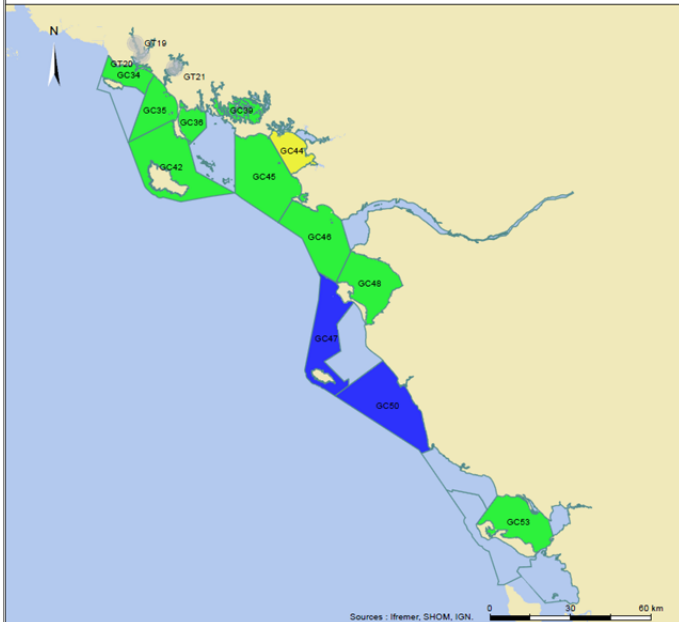 N
GT19
GT20
GC34
GT21
GC35
GC36
GC39
GC42
GC44
GC45
GC46
GC48
GC47
GC50
GC53
Sources : Ifremer, SHOM, IGN.
0 30 60 km